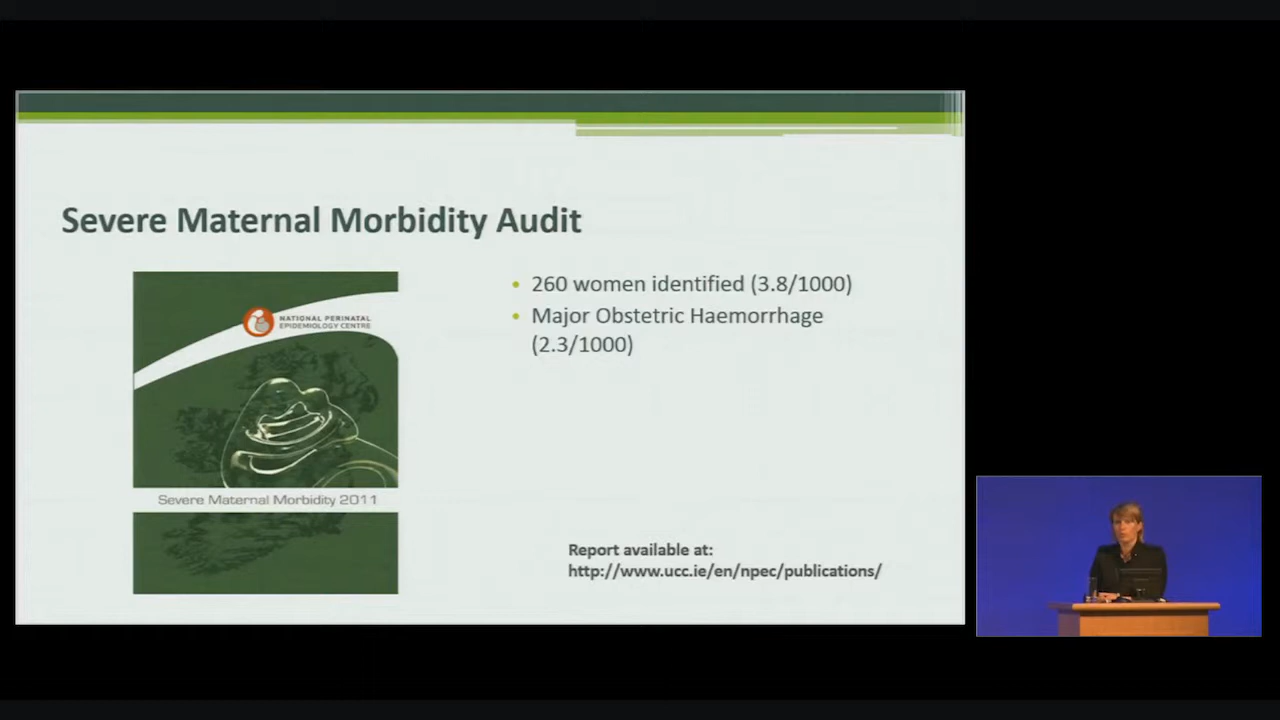 Severe Maternal Morbidity Audit
NATIONAL PERINATAL
EPIDEMIOLOGY CENTRE
Severe Maternal Morbidity 2011
• 260 women identified (3.8/1000)
• Major Obstetric Haemorrhage
(2.3/1000)
Report available at:
http://www.ucc.ie/en/npec/publications/